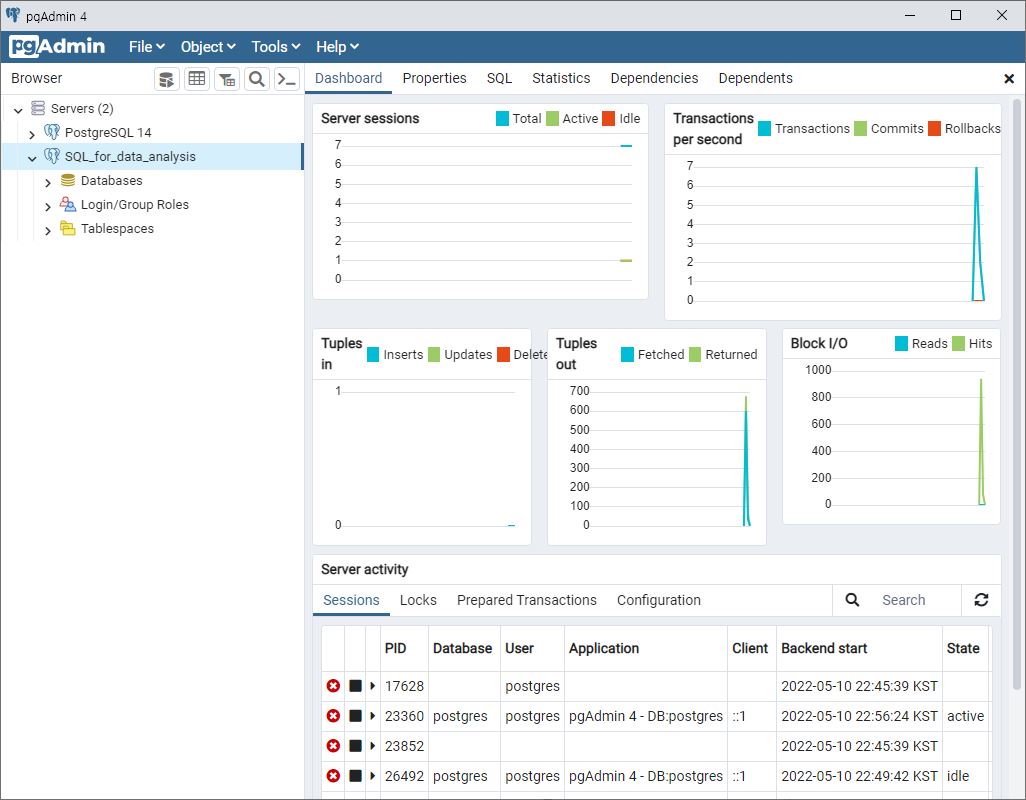 pgAdmin 4
pgAdmin File Object Tools Help
Browser
Dashboard Properties SQL Statistics Dependencies Dependents
Servers (2)
PostgreSQL 14
SQL_for_data_analysis
Databases
Login/Group Roles
Tablespaces
Server sessions
Total Active Idle
7
6
5
4
3
2
1
0
Transactions
per second
Transactions Commits Rollbacks
7
6
5
4
3
2
1
0
Tuples
in
Inserts Updates Delete
1
0
Tuples
out
Fetched Returned
700
600
500
400
300
200
100
0
Block I/O
Reads Hits
1000
800
600
400
200
0
Server activity
Sessions Locks Prepared Transactions Configuration Search
PID Database User Application Client Backend start State
17628 postgres 2022-05-10 22:45:39 KST
23360 postgres postgres pgAdmin 4 - DB:postgres ::1 2022-05-10 22:56:24 KST active
23852 2022-05-10 22:45:39 KST
26492 postgres postgres pgAdmin 4 - DB:postgres ::1 2022-05-10 22:49:42 KST idle